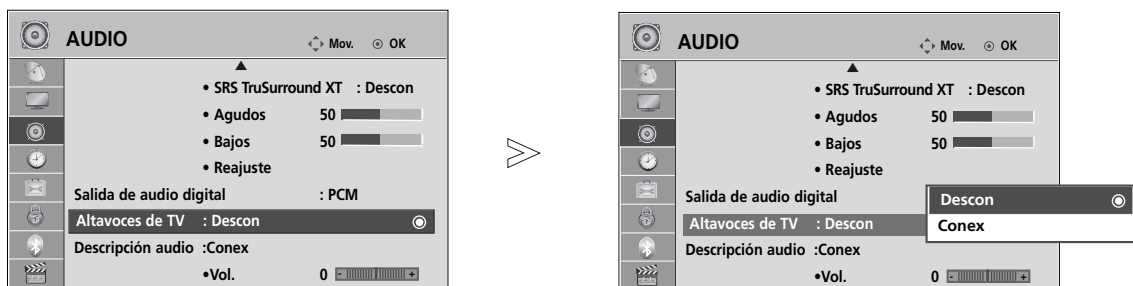 AUDIO Mov. OK
• SRS TruSurround XT : Descon
• Agudos 50
• Bajos 50
• Reajuste
Salida de audio digital : PCM
Altavoces de TV : Descon
Descripción audio :Conex
•Vol. 0 - +
AUDIO Mov. OK
• SRS TruSurround XT : Descon
• Agudos 50
• Bajos 50
• Reajuste
Salida de audio digital
Altavoces de TV : Descon
Descripción audio :Conex
•Vol. 0 - +
Descon
Conex